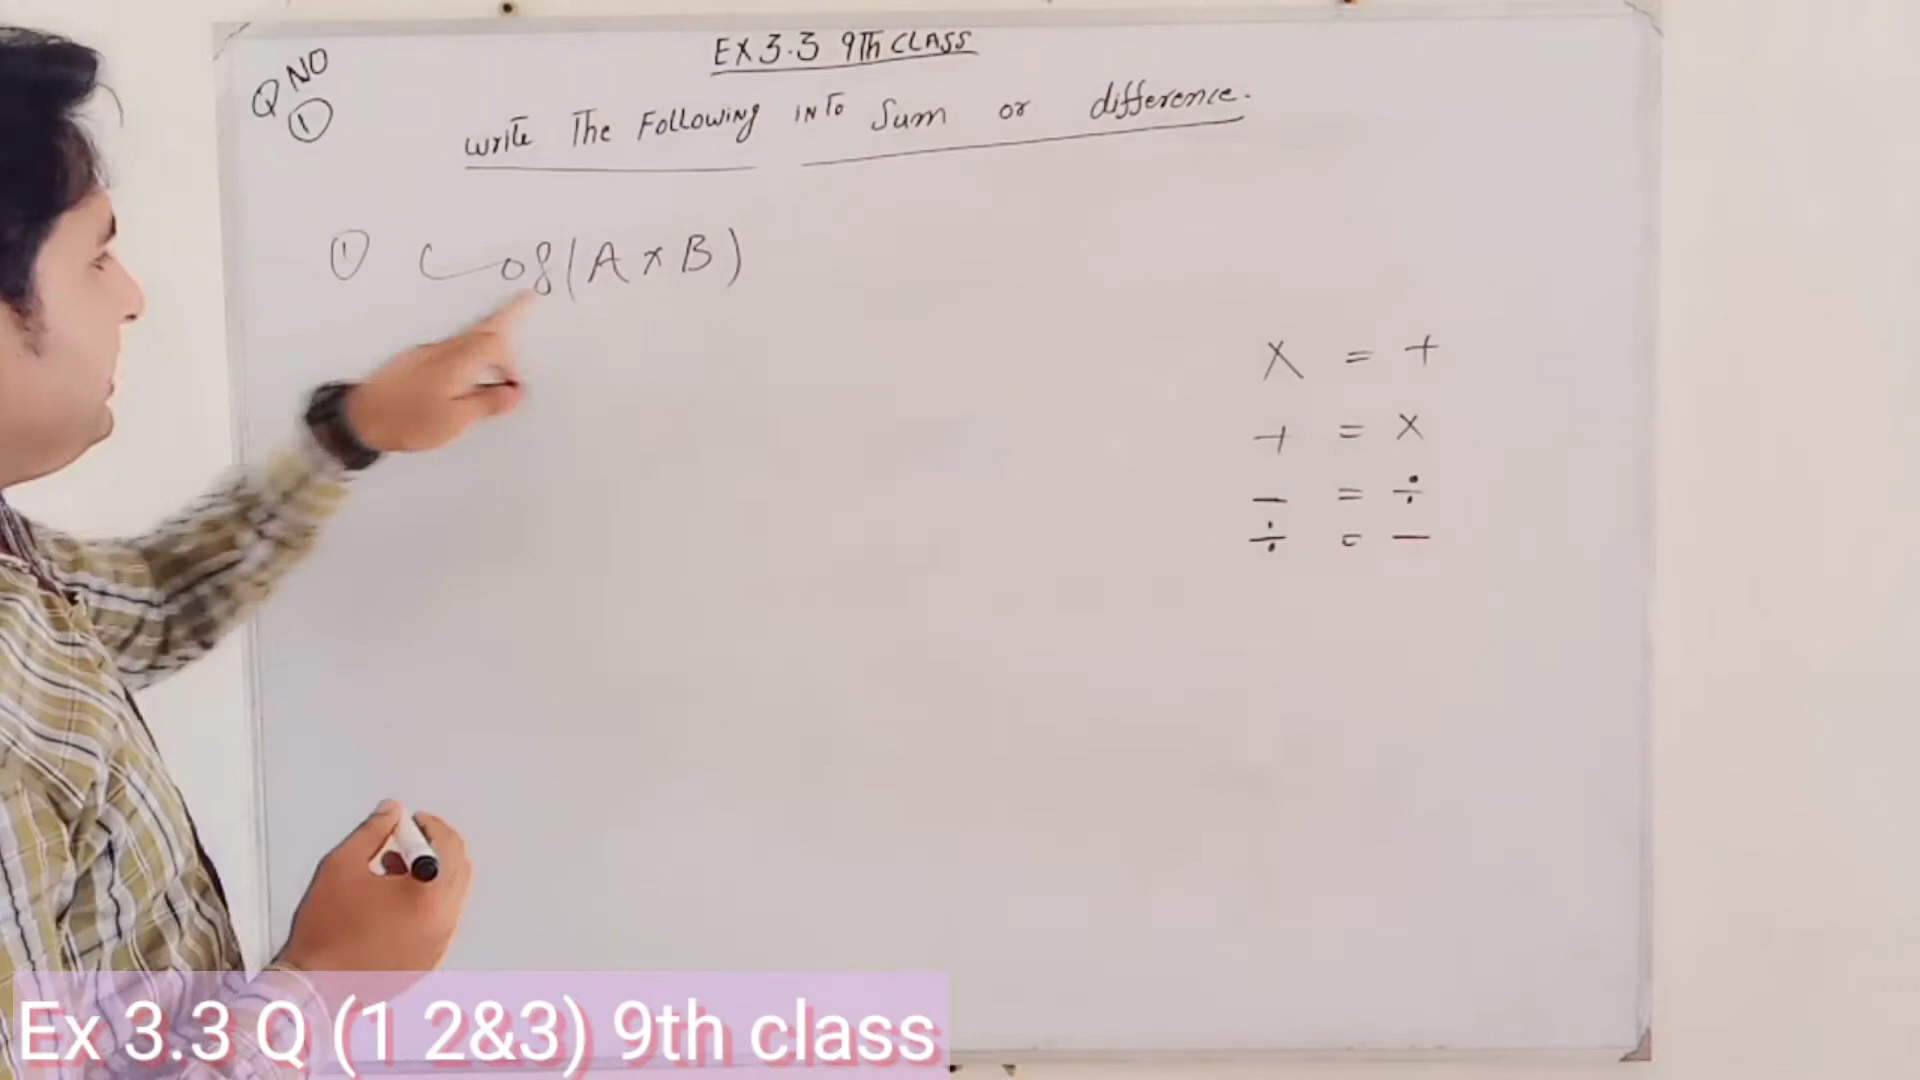 EX 3.3 9TH CLASS
Q NO
1
WRITE THE FOLLOWING INTO Sum or difference.
1 Log(A×B)
X = +
+ = ×
− = ÷
÷ = −
Ex 3.3 Q (1 2&3) 9th class